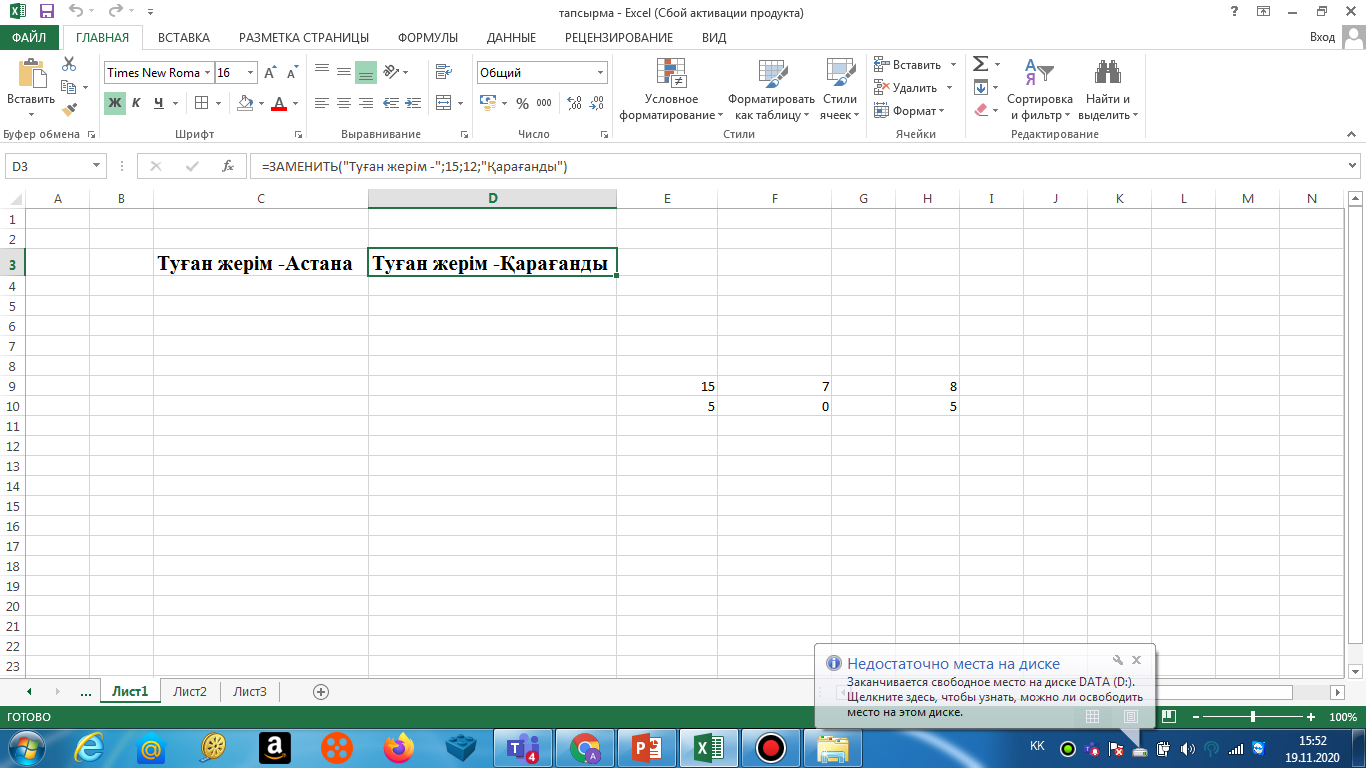 тапсырма - Excel (Сбой активации продукта)
ФАЙЛ ГЛАВНАЯ ВСТАВКА РАЗМЕТКА СТРАНИЦЫ ФОРМУЛЫ ДАННЫЕ РЕЦЕНЗИРОВАНИЕ ВИД Вход
Times New Roma 16 Общий Вставить
Вставить Ж К Ч % 000 Условное форматирование Форматировать как таблицу Стили ячеек Удалить Формат Сортировка и фильтр Найти и выделить
Буфер обмена Шрифт Выравнивание Число Стили Ячейки Редактирование
D3 fx =ЗАМЕНИТЬ("Туған жерім -";15;12;"Қарағанды")
A B C D E F G H I J K L M N
1
2
3 Туған жерім -Астана Туған жерім -Қарағанды
4
5
6
7
8
9 15 7 8
10 5 0 5
11
12
13
14
15
16
17
18
19
20
21
22
23
Недостаточно места на диске
Заканчивается свободное место на диске DATA (D:).
Щелкните здесь, чтобы узнать, можно ли освободить
место на этом диске.
... Лист1 Лист2 Лист3
ГОТОВО 100%
KK 15:52
19.11.2020